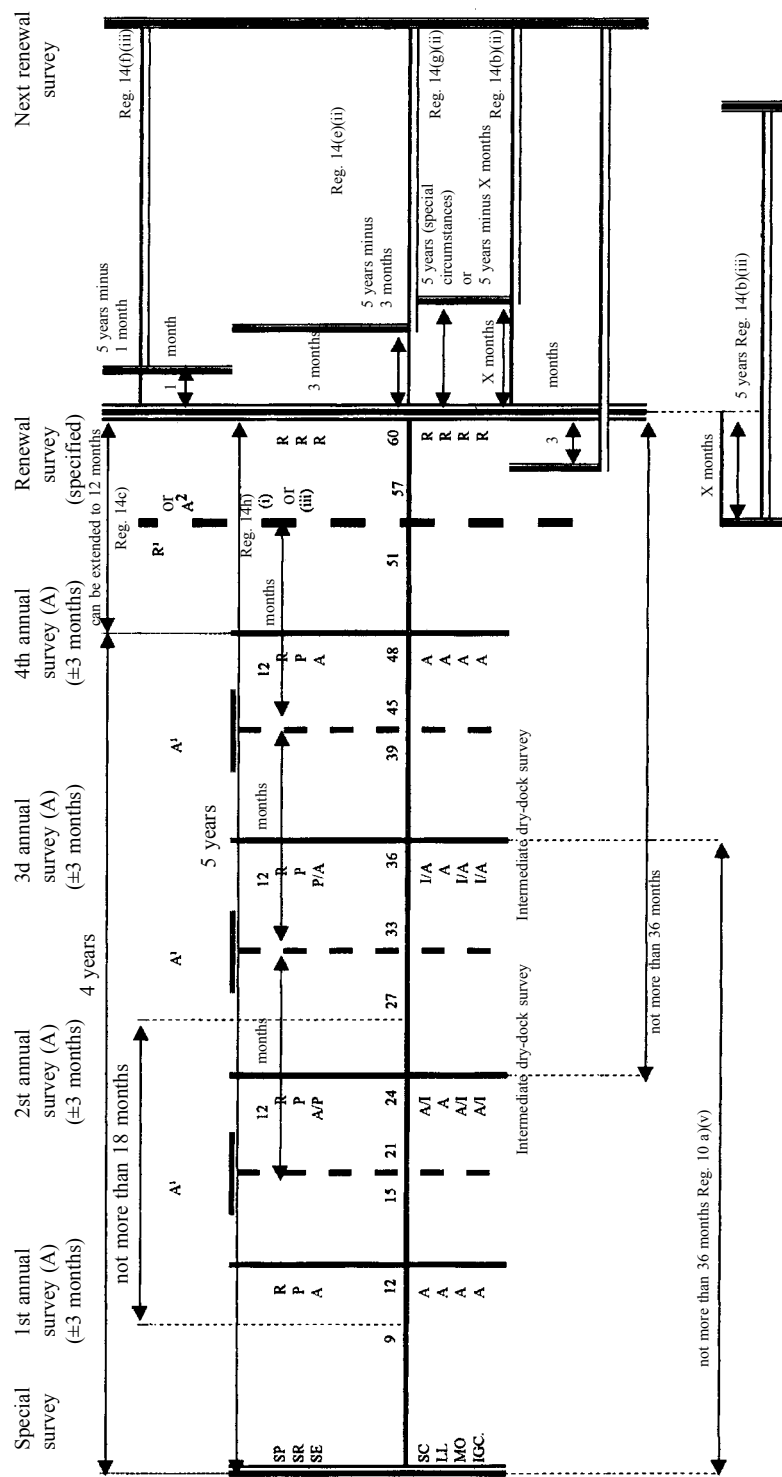 Special
survey
1st annual
survey (A)
(±3 months)
2st annual
survey (A)
(±3 months)
3d annual
survey (A)
(±3 months)
4th annual
survey (A)
(±3 months)
Renewal
survey
(specified)
Next renewal
survey
4 years
can be extended to 12 months
Reg. 14c)
5 years minus
1 month
Reg. 14(f)(iii)
not more than 18 months
A¹
A¹
A¹
R¹
or
A²
1
month
5 years
Reg. 14h)
(i)
or
(iii)
SP
SR
SE
R
P
A
12
R
P
A/P
months
12
R
P
P/A
months
12
R
P
A
months
R
R
R
3 months
5 years minus
3 months
Reg. 14(e)(ii)
9
12
15
21
24
27
33
36
39
45
48
51
57
60
SC
LL
MO
IGC.
A
A
A
A
A/I
A
A/I
A/I
I/A
A
I/A
I/A
A
A
A
A
R
R
R
R
5 years (special
circumstances)
or
5 years minus X months
Reg. 14(g)(ii)
Reg. 14(b)(ii)
X months
Intermediate dry-dock survey
Intermediate dry-dock survey
3
months
not more than 36 months
not more than 36 months Reg. 10 a)(v)
X months
5 years Reg. 14(b)(iii)